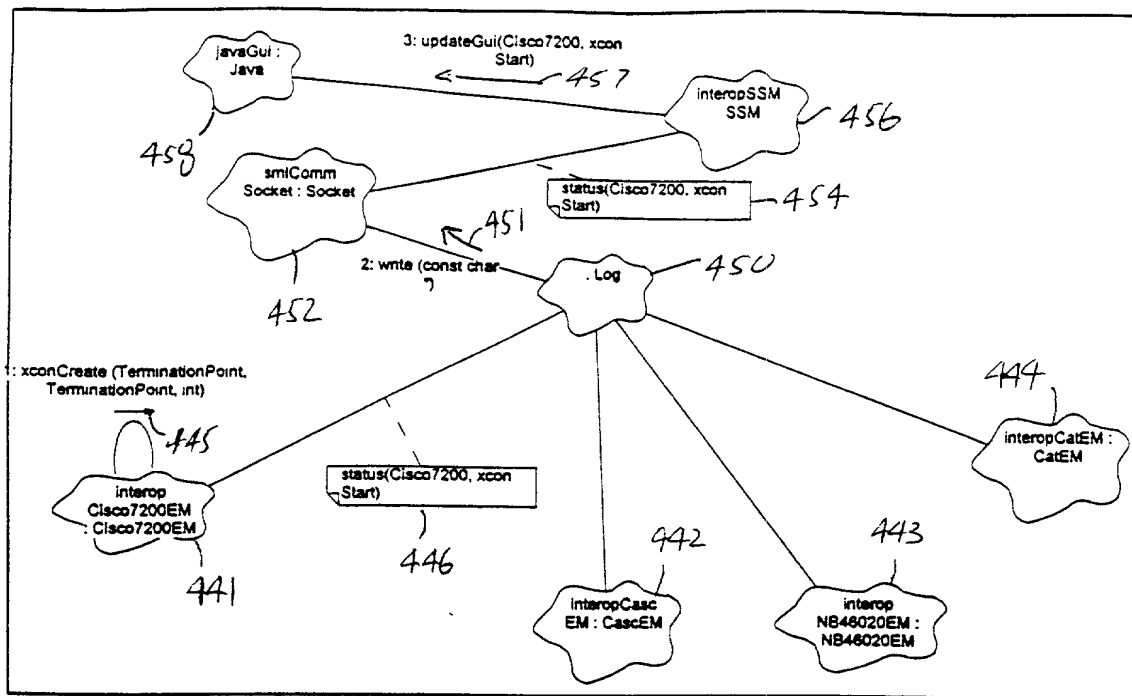 3: updateGui(Cisco7200, xcon
Start)
457
javaGui :
Java
458
interopSSM
SSM
456
smlComm
Socket : Socket
452
status(Cisco7200, xcon
Start)
454
451
2: write (const char
. Log
450
1: xconCreate (TerminationPoint,
TerminationPoint, int)
445
interop
Cisco7200EM
: Cisco7200EM
441
status(Cisco7200, xcon
Start)
446
444
interopCatEM :
CatEM
interopCasc
EM : CascEM
442
interop
NB46020EM :
NB46020EM
443